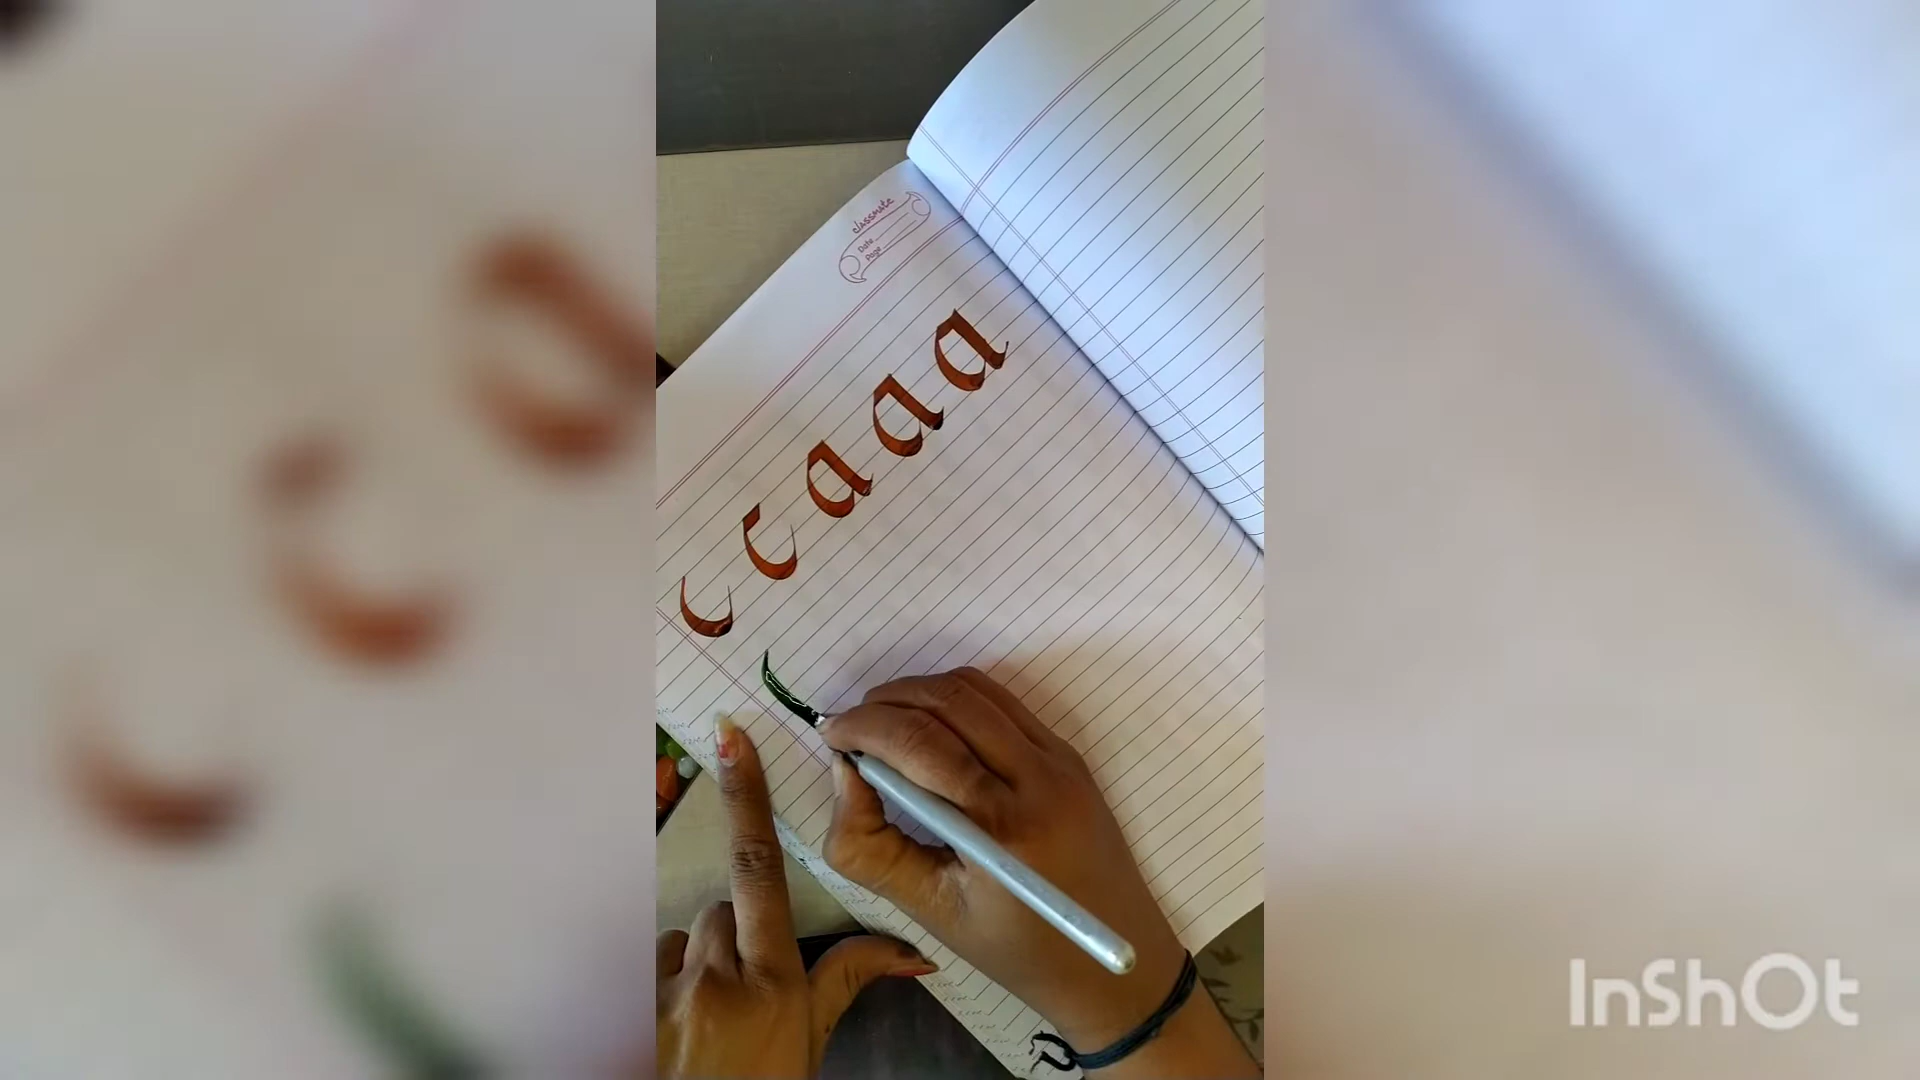 classmate
Date
Page
c c a a a
InShOt